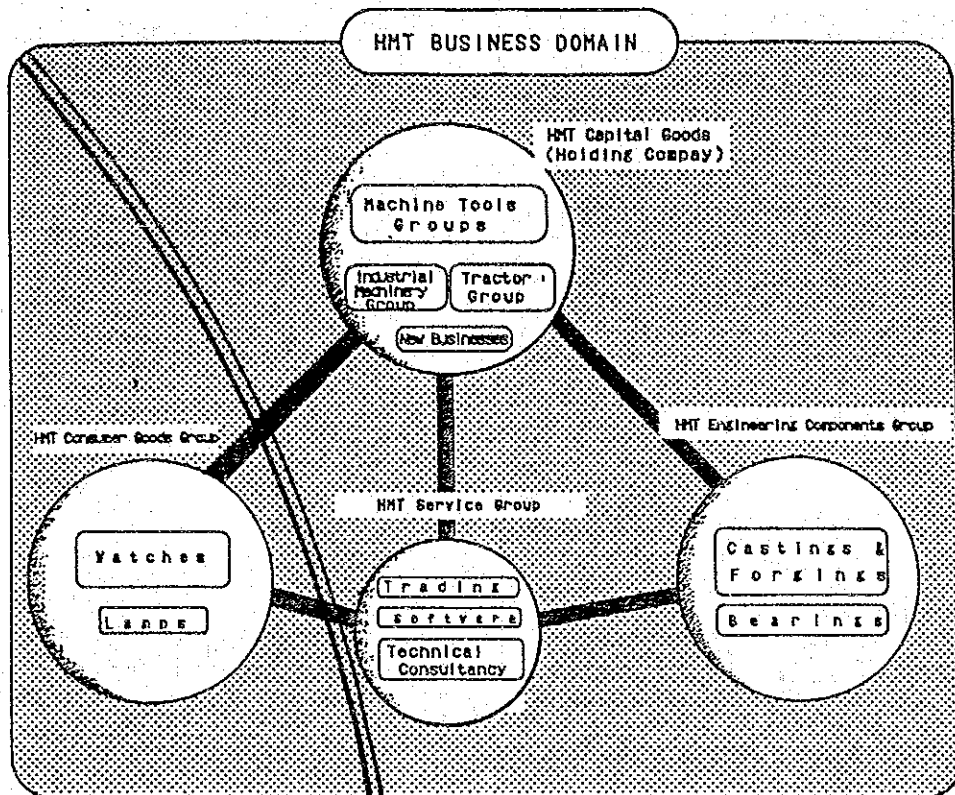 HMT BUSINESS DOMAIN
HMT Capital Goods
(Holding Compay)
Machine Tools
Groups
Industrial
Machinery
Group
Tractor
Group
New Businesses
HMT Consumer Goods Group
HMT Engineering Components Group
HMT Service Group
Watches
Lamps
Trading
Software
Technical
Consultancy
Castings &
Forgings
Bearings